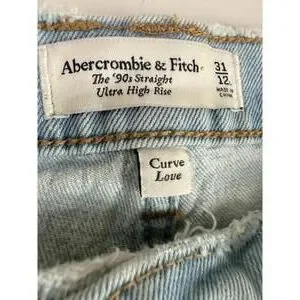 Abercrombie & Fitch
The '90s Straight
Ultra High Rise
31
12
MADE IN
CHINA
Curve
Love